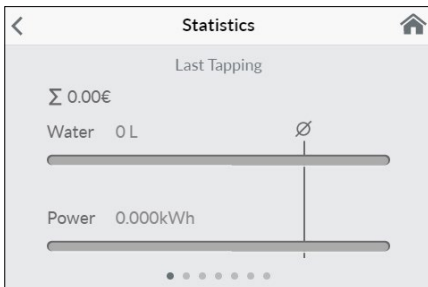 Statistics
Last Tapping
Σ 0.00€
Water 0 L
Ø
Power 0.000kWh